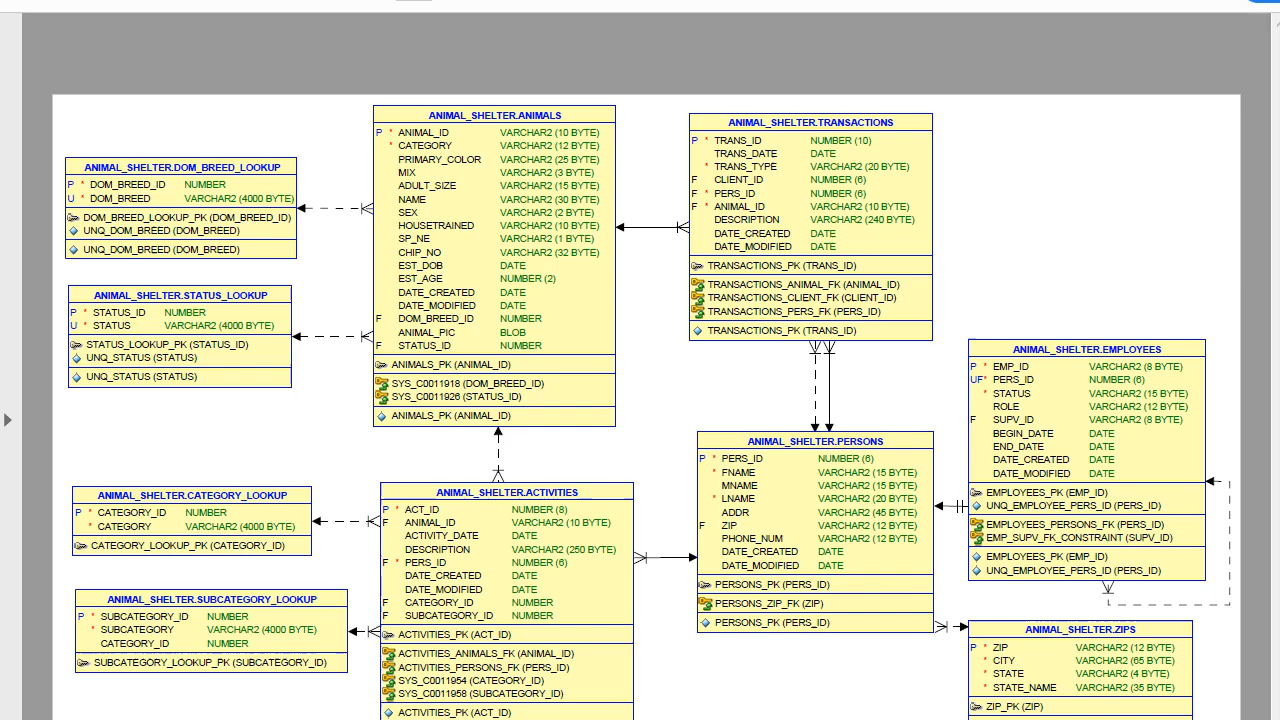 ANIMAL_SHELTER.DOM_BREED_LOOKUP
P * DOM_BREED_ID NUMBER
U * DOM_BREED VARCHAR2 (4000 BYTE)
DOM_BREED_LOOKUP_PK (DOM_BREED_ID)
UNQ_DOM_BREED (DOM_BREED)
UNQ_DOM_BREED (DOM_BREED)
ANIMAL_SHELTER.STATUS_LOOKUP
P * STATUS_ID NUMBER
U * STATUS VARCHAR2 (4000 BYTE)
STATUS_LOOKUP_PK (STATUS_ID)
UNQ_STATUS (STATUS)
UNQ_STATUS (STATUS)
ANIMAL_SHELTER.CATEGORY_LOOKUP
P * CATEGORY_ID NUMBER
* CATEGORY VARCHAR2 (4000 BYTE)
CATEGORY_LOOKUP_PK (CATEGORY_ID)
ANIMAL_SHELTER.SUBCATEGORY_LOOKUP
P * SUBCATEGORY_ID NUMBER
* SUBCATEGORY VARCHAR2 (4000 BYTE)
CATEGORY_ID NUMBER
SUBCATEGORY_LOOKUP_PK (SUBCATEGORY_ID)
ANIMAL_SHELTER.ANIMALS
P * ANIMAL_ID VARCHAR2 (10 BYTE)
* CATEGORY VARCHAR2 (12 BYTE)
PRIMARY_COLOR VARCHAR2 (25 BYTE)
MIX VARCHAR2 (3 BYTE)
ADULT_SIZE VARCHAR2 (15 BYTE)
NAME VARCHAR2 (30 BYTE)
SEX VARCHAR2 (2 BYTE)
HOUSETRAINED VARCHAR2 (10 BYTE)
SP_NE VARCHAR2 (1 BYTE)
CHIP_NO VARCHAR2 (32 BYTE)
EST_DOB DATE
EST_AGE NUMBER (2)
DATE_CREATED DATE
DATE_MODIFIED DATE
F DOM_BREED_ID NUMBER
ANIMAL_PIC BLOB
F STATUS_ID NUMBER
ANIMALS_PK (ANIMAL_ID)
SYS_C0011918 (DOM_BREED_ID)
SYS_C0011926 (STATUS_ID)
ANIMALS_PK (ANIMAL_ID)
ANIMAL_SHELTER.ACTIVITIES
P * ACT_ID NUMBER (8)
F ANIMAL_ID VARCHAR2 (10 BYTE)
ACTIVITY_DATE DATE
DESCRIPTION VARCHAR2 (250 BYTE)
F * PERS_ID NUMBER (6)
DATE_CREATED DATE
DATE_MODIFIED DATE
F CATEGORY_ID NUMBER
F SUBCATEGORY_ID NUMBER
ACTIVITIES_PK (ACT_ID)
ACTIVITIES_ANIMALS_FK (ANIMAL_ID)
ACTIVITIES_PERSONS_FK (PERS_ID)
SYS_C0011954 (CATEGORY_ID)
SYS_C0011958 (SUBCATEGORY_ID)
ACTIVITIES_PK (ACT_ID)
ANIMAL_SHELTER.TRANSACTIONS
P * TRANS_ID NUMBER (10)
TRANS_DATE DATE
* TRANS_TYPE VARCHAR2 (20 BYTE)
F CLIENT_ID NUMBER (6)
F * PERS_ID NUMBER (6)
F * ANIMAL_ID VARCHAR2 (10 BYTE)
DESCRIPTION VARCHAR2 (240 BYTE)
DATE_CREATED DATE
DATE_MODIFIED DATE
TRANSACTIONS_PK (TRANS_ID)
TRANSACTIONS_ANIMAL_FK (ANIMAL_ID)
TRANSACTIONS_CLIENT_FK (CLIENT_ID)
TRANSACTIONS_PERS_FK (PERS_ID)
TRANSACTIONS_PK (TRANS_ID)
ANIMAL_SHELTER.PERSONS
P * PERS_ID NUMBER (6)
* FNAME VARCHAR2 (15 BYTE)
MNAME VARCHAR2 (15 BYTE)
* LNAME VARCHAR2 (20 BYTE)
ADDR VARCHAR2 (45 BYTE)
F ZIP VARCHAR2 (12 BYTE)
PHONE_NUM VARCHAR2 (12 BYTE)
DATE_CREATED DATE
DATE_MODIFIED DATE
PERSONS_PK (PERS_ID)
PERSONS_ZIP_FK (ZIP)
PERSONS_PK (PERS_ID)
ANIMAL_SHELTER.EMPLOYEES
P * EMP_ID VARCHAR2 (8 BYTE)
UF* PERS_ID NUMBER (6)
* STATUS VARCHAR2 (15 BYTE)
ROLE VARCHAR2 (12 BYTE)
F SUPV_ID VARCHAR2 (8 BYTE)
BEGIN_DATE DATE
END_DATE DATE
DATE_CREATED DATE
DATE_MODIFIED DATE
EMPLOYEES_PK (EMP_ID)
UNQ_EMPLOYEE_PERS_ID (PERS_ID)
EMPLOYEES_PERSONS_FK (PERS_ID)
EMP_SUPV_FK_CONSTRAINT (SUPV_ID)
EMPLOYEES_PK (EMP_ID)
UNQ_EMPLOYEE_PERS_ID (PERS_ID)
ANIMAL_SHELTER.ZIPS
P * ZIP VARCHAR2 (12 BYTE)
* CITY VARCHAR2 (65 BYTE)
* STATE VARCHAR2 (4 BYTE)
* STATE_NAME VARCHAR2 (35 BYTE)
ZIP_PK (ZIP)